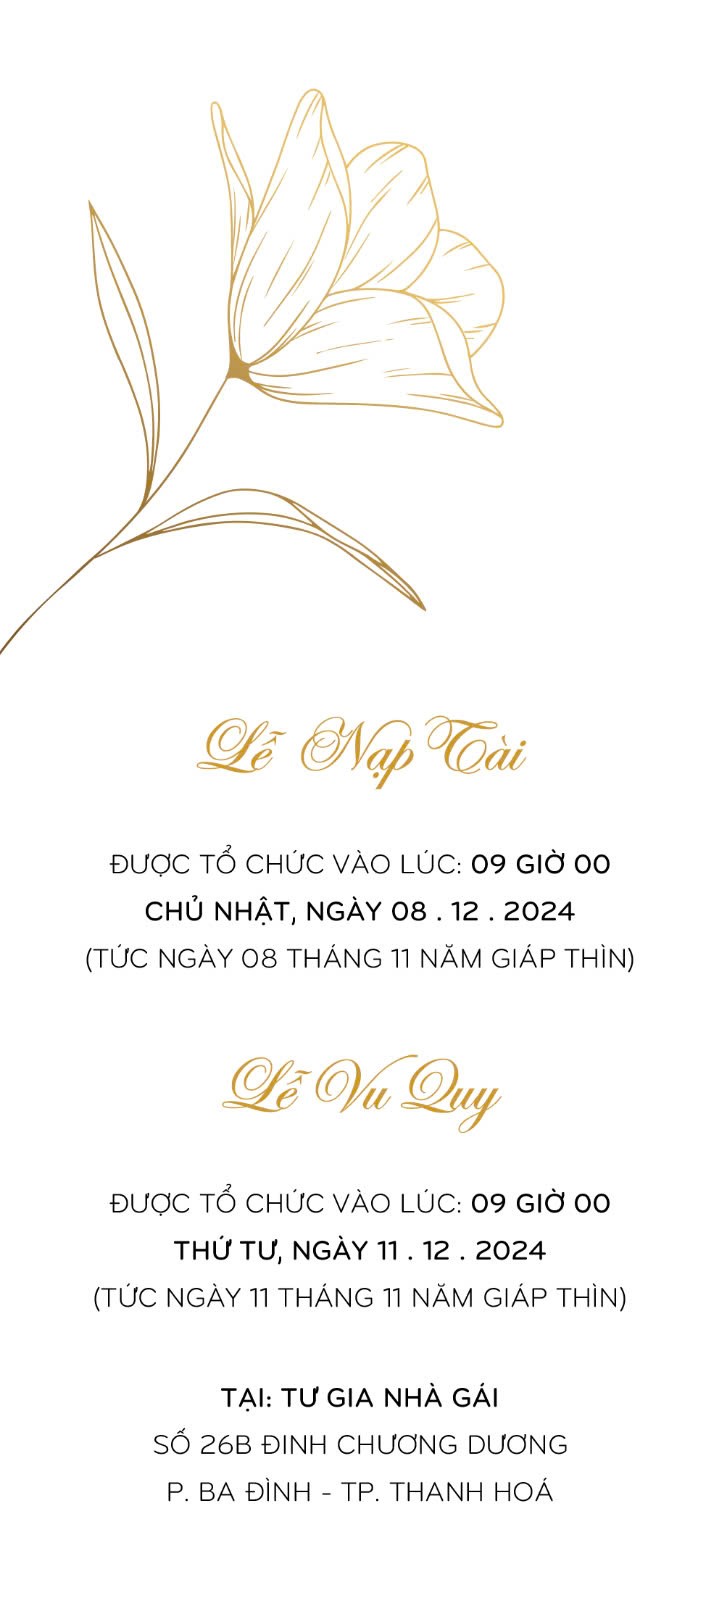 Lễ Nạp Tài
ĐƯỢC TỔ CHỨC VÀO LÚC: 09 GIỜ 00
CHỦ NHẬT, NGÀY 08 . 12 . 2024
(TỨC NGÀY 08 THÁNG 11 NĂM GIÁP THÌN)
Lễ Vu Quy
ĐƯỢC TỔ CHỨC VÀO LÚC: 09 GIỜ 00
THỨ TƯ, NGÀY 11 . 12 . 2024
(TỨC NGÀY 11 THÁNG 11 NĂM GIÁP THÌN)
TẠI: TƯ GIA NHÀ GÁI
SỐ 26B ĐINH CHƯƠNG DƯƠNG
P. BA ĐÌNH - TP. THANH HOÁ